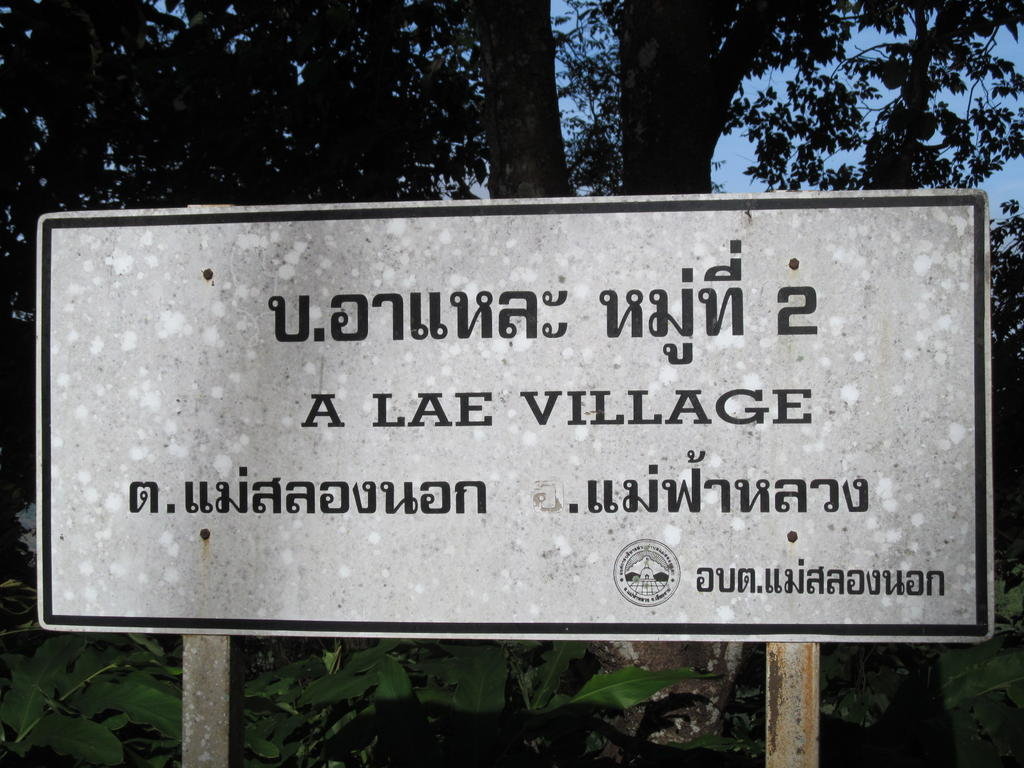 บ.อาแหละ หมู่ที่ 2
A LAE VILLAGE
ต.แม่สลองนอก อ.แม่ฟ้าหลวง
อบต.แม่สลองนอก